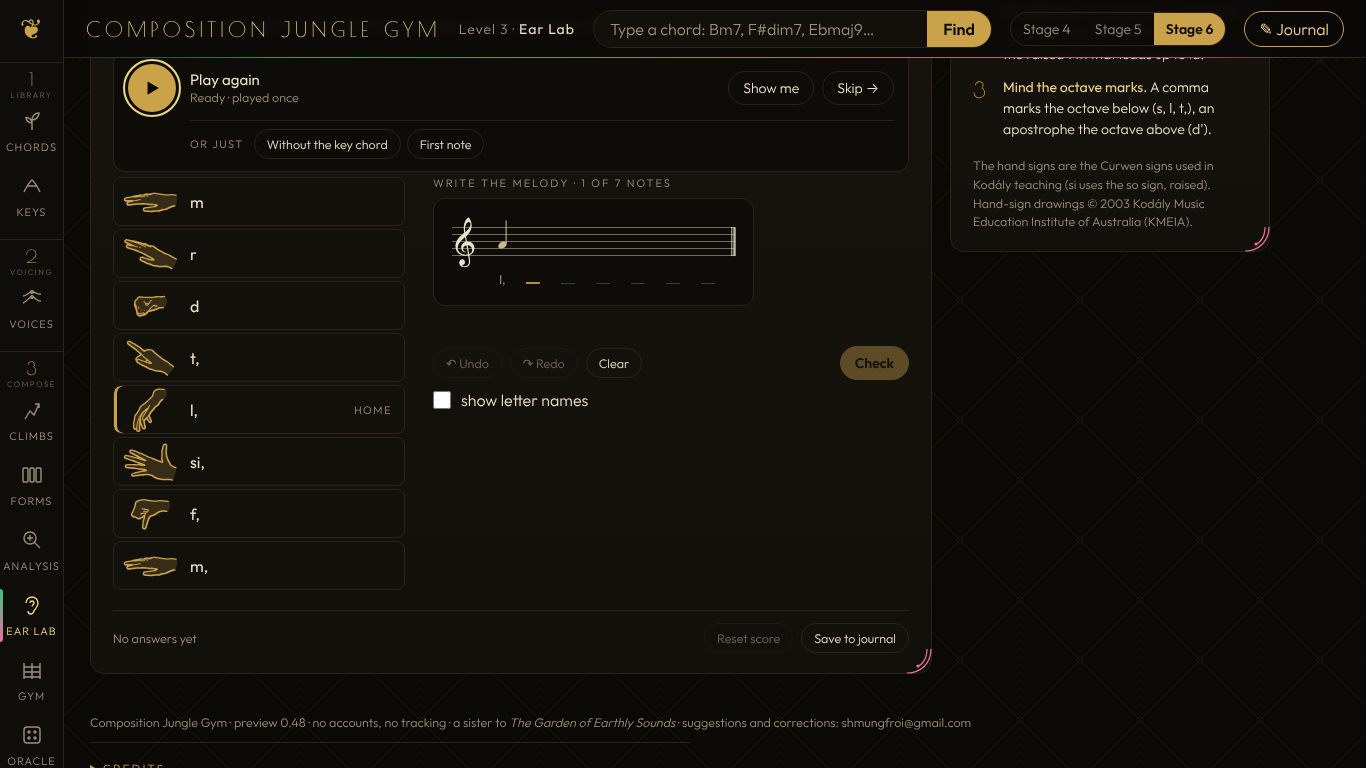 COMPOSITION JUNGLE GYM
Level 3 · Ear Lab
Type a chord: Bm7, F#dim7, Ebmaj9...
Find
Stage 4
Stage 5
Stage 6
✎ Journal
1
LIBRARY
CHORDS
KEYS
2
VOICING
VOICES
3
COMPOSE
CLIMBS
FORMS
ANALYSIS
EAR LAB
GYM
ORACLE
Play again
Ready · played once
Show me
Skip →
OR JUST
Without the key chord
First note
m
r
d
t,
l,
HOME
si,
f,
m,
WRITE THE MELODY · 1 OF 7 NOTES
l,
↶ Undo
↷ Redo
Clear
Check
show letter names
No answers yet
Reset score
Save to journal
3
Mind the octave marks. A comma
marks the octave below (s, l, t,), an
apostrophe the octave above (d').
The hand signs are the Curwen signs used in
Kodály teaching (si uses the so sign, raised).
Hand-sign drawings © 2003 Kodály Music
Education Institute of Australia (KMEIA).
Composition Jungle Gym · preview 0.48 · no accounts, no tracking · a sister to The Garden of Earthly Sounds · suggestions and corrections: shmungfroi@gmail.com